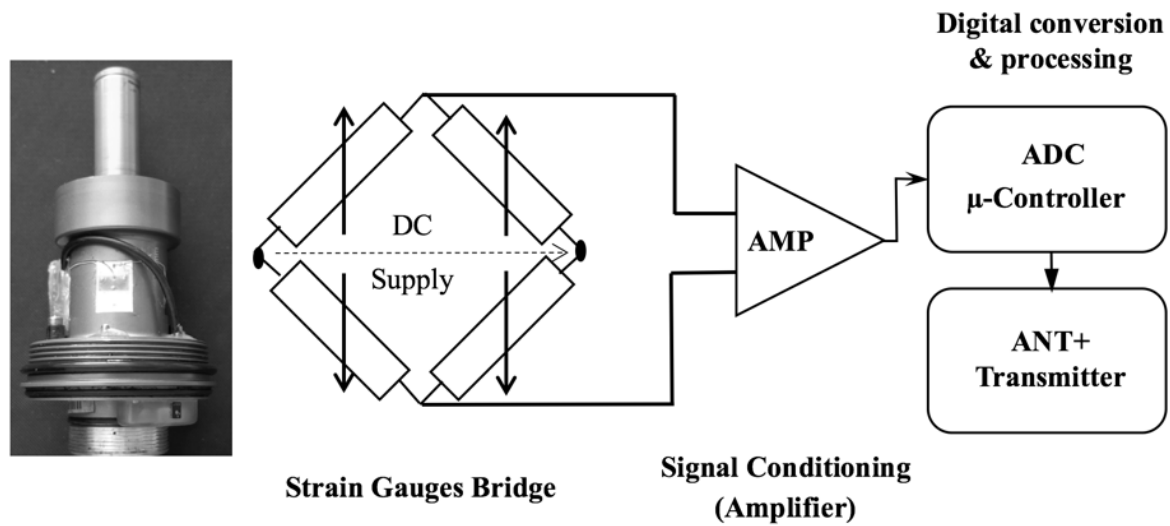 Digital conversion
& processing
ADC
μ-Controller
DC
AMP
Supply
ANT+
Transmitter
Signal Conditioning
(Amplifier)
Strain Gauges Bridge